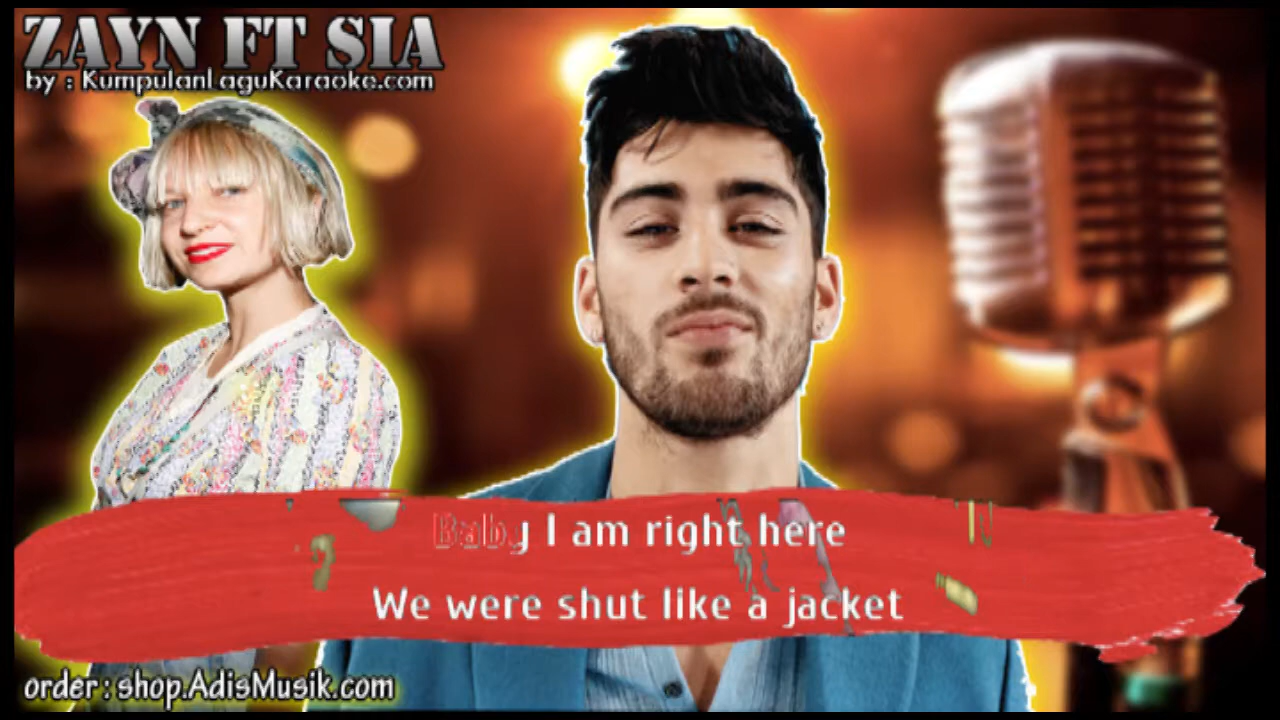 ZAYN FT SIA
by : KumpulanLaguKaraoke.com
Baby I am right here
We were shut like a jacket
order : shop.AdisMusik.com